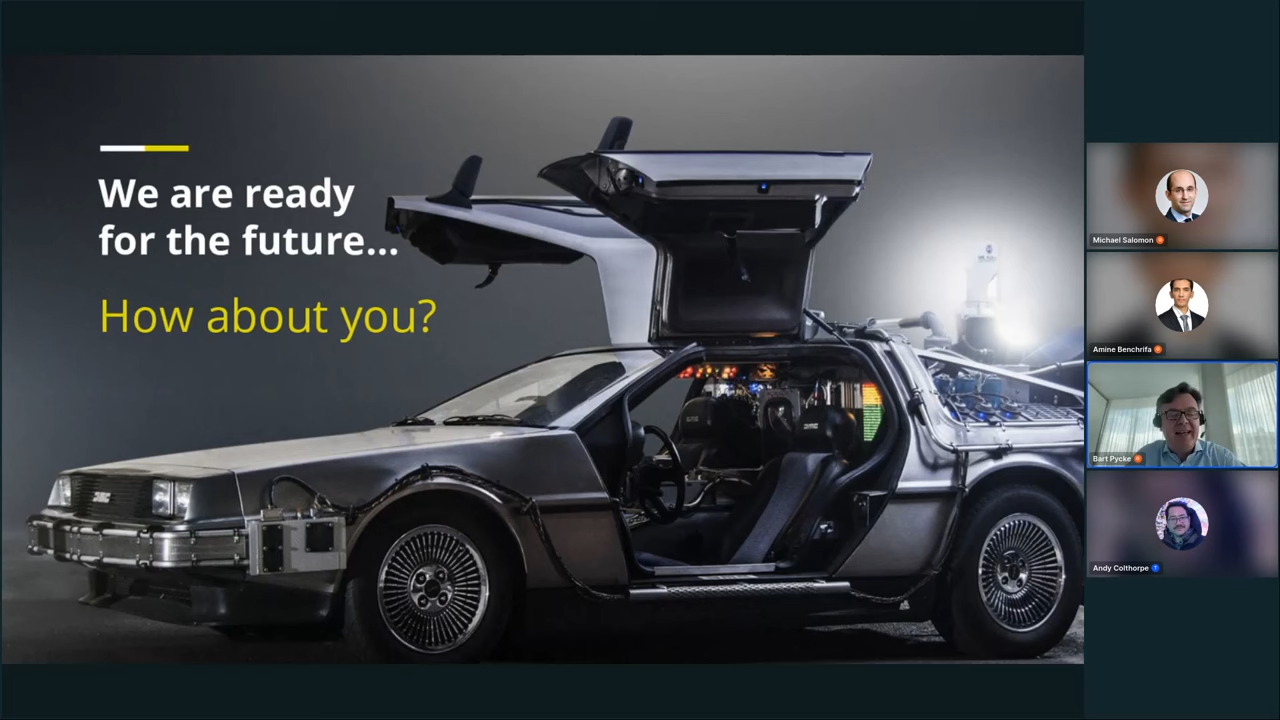 We are ready
for the future...
How about you?
Michael Salomon
Amine Benchrifa
Bart Pycke
Andy Colthorpe